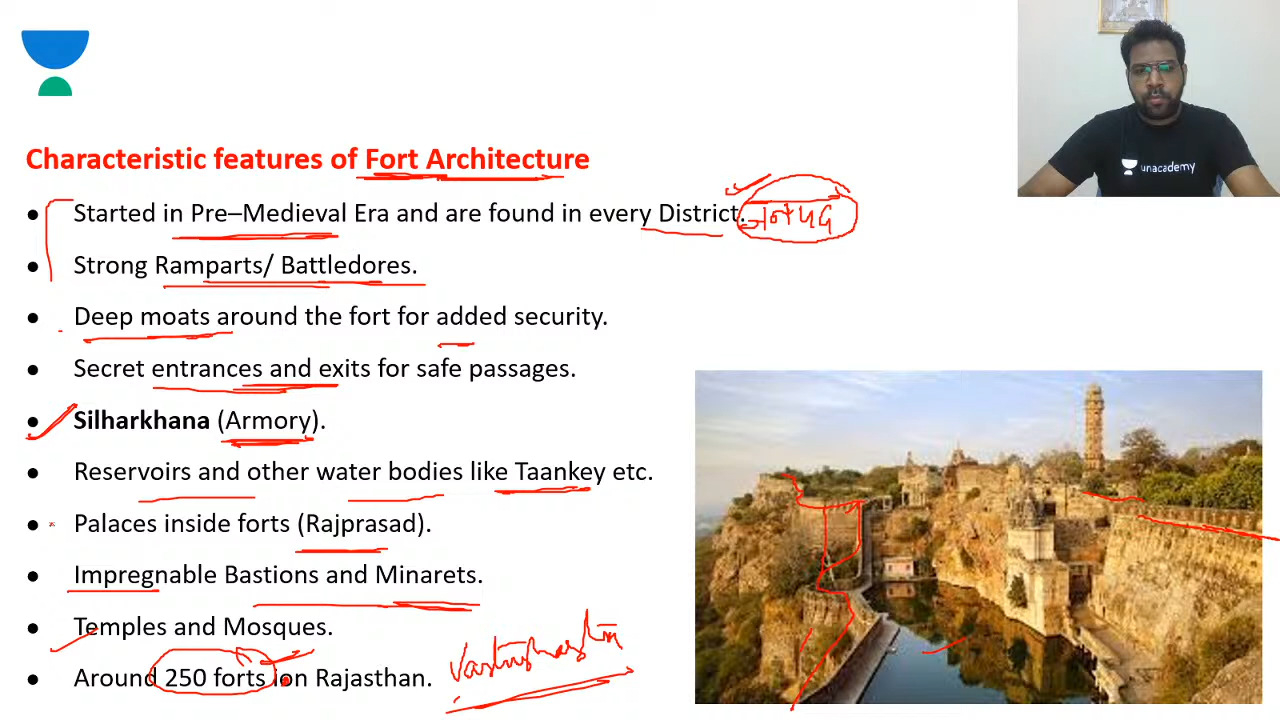 unacademy
Characteristic features of Fort Architecture
● Started in Pre–Medieval Era and are found in every District.
● Strong Ramparts/ Battledores.
● Deep moats around the fort for added security.
● Secret entrances and exits for safe passages.
● Silharkhana (Armory).
● Reservoirs and other water bodies like Taankey etc.
● Palaces inside forts (Rajprasad).
● Impregnable Bastions and Minarets.
● Temples and Mosques.
● Around 250 forts ion Rajasthan.